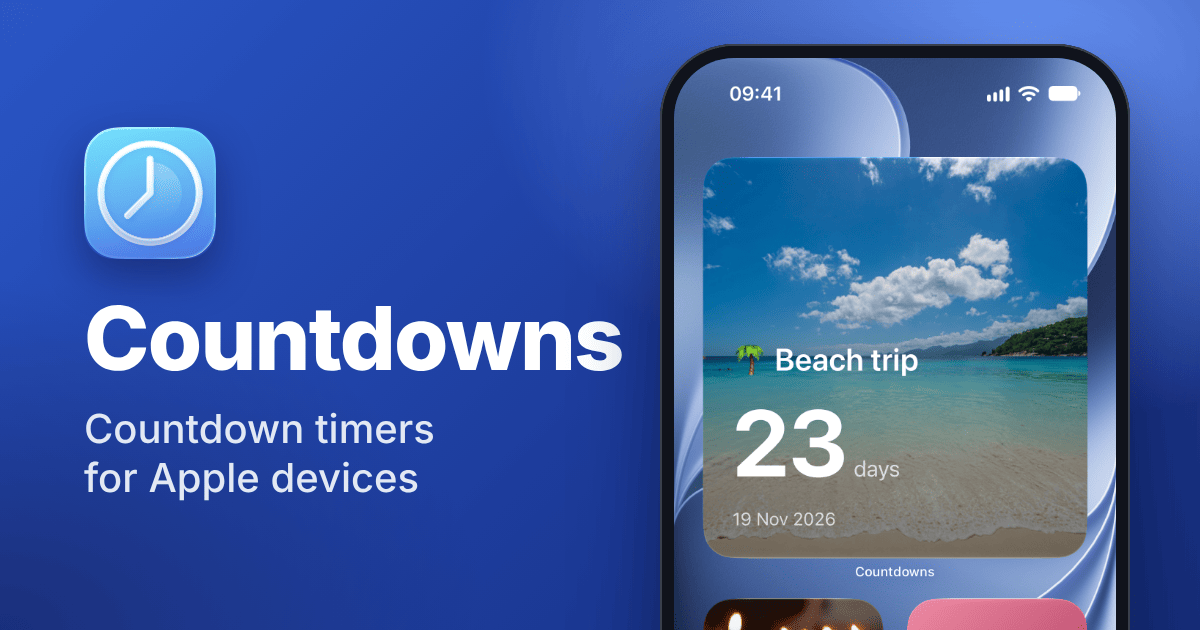 Countdowns
Countdown timers
for Apple devices
09:41
Beach trip
23 days
19 Nov 2026
Countdowns